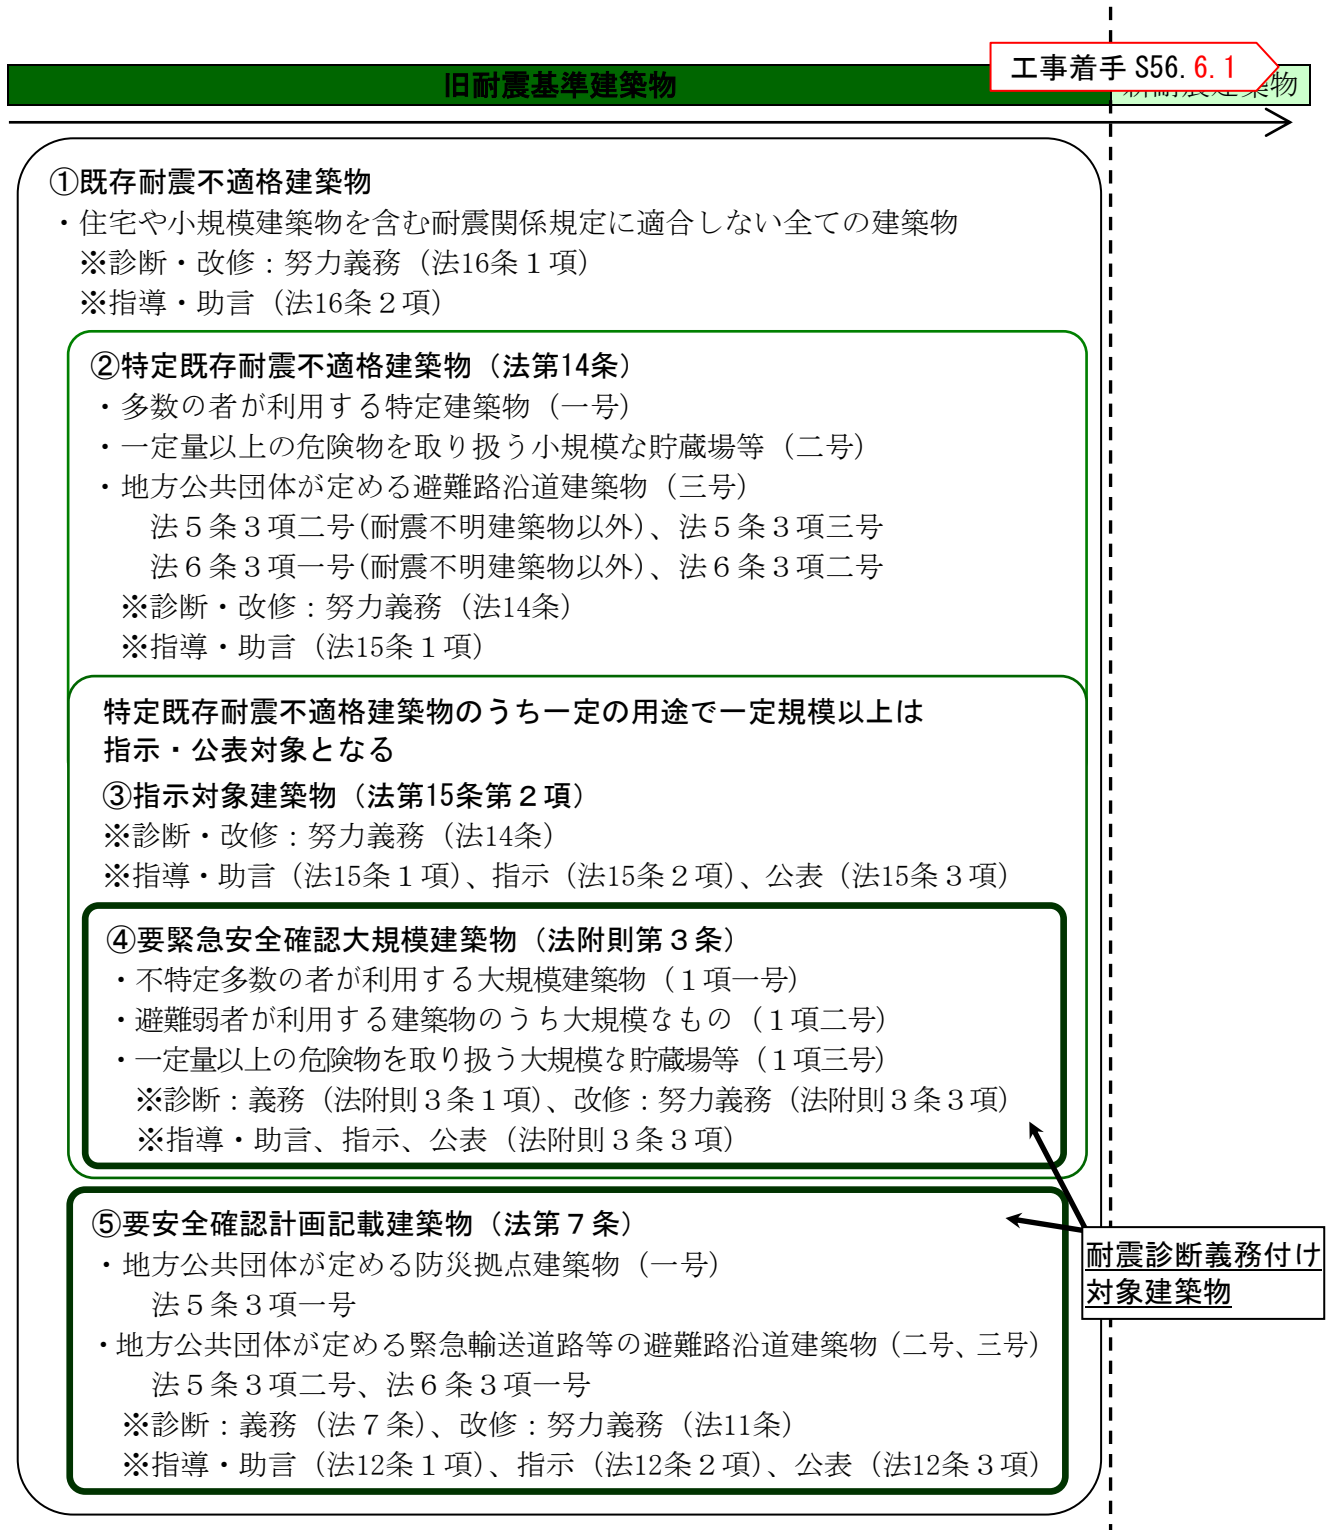 工事着手 S56.6.1
旧耐震基準建築物
新耐震建築物
①既存耐震不適格建築物
・住宅や小規模建築物を含む耐震関係規定に適合しない全ての建築物
※診断・改修：努力義務（法16条１項）
※指導・助言（法16条２項）
②特定既存耐震不適格建築物（法第14条）
・多数の者が利用する特定建築物（一号）
・一定量以上の危険物を取り扱う小規模な貯蔵場等（二号）
・地方公共団体が定める避難路沿道建築物（三号）
法５条３項二号(耐震不明建築物以外)、法５条３項三号
法６条３項一号(耐震不明建築物以外)、法６条３項二号
※診断・改修：努力義務（法14条）
※指導・助言（法15条１項）
特定既存耐震不適格建築物のうち一定の用途で一定規模以上は
指示・公表対象となる
③指示対象建築物（法第15条第２項）
※診断・改修：努力義務（法14条）
※指導・助言（法15条１項）、指示（法15条２項）、公表（法15条３項）
④要緊急安全確認大規模建築物（法附則第３条）
・不特定多数の者が利用する大規模建築物（１項一号）
・避難弱者が利用する建築物のうち大規模なもの（１項二号）
・一定量以上の危険物を取り扱う大規模な貯蔵場等（１項三号）
※診断：義務（法附則３条１項）、改修：努力義務（法附則３条３項）
※指導・助言、指示、公表（法附則３条３項）
⑤要安全確認計画記載建築物（法第７条）
・地方公共団体が定める防災拠点建築物（一号）
法５条３項一号
・地方公共団体が定める緊急輸送道路等の避難路沿道建築物（二号、三号）
法５条３項二号、法６条３項一号
※診断：義務（法７条）、改修：努力義務（法11条）
※指導・助言（法12条１項）、指示（法12条２項）、公表（法12条３項）
耐震診断義務付け
対象建築物